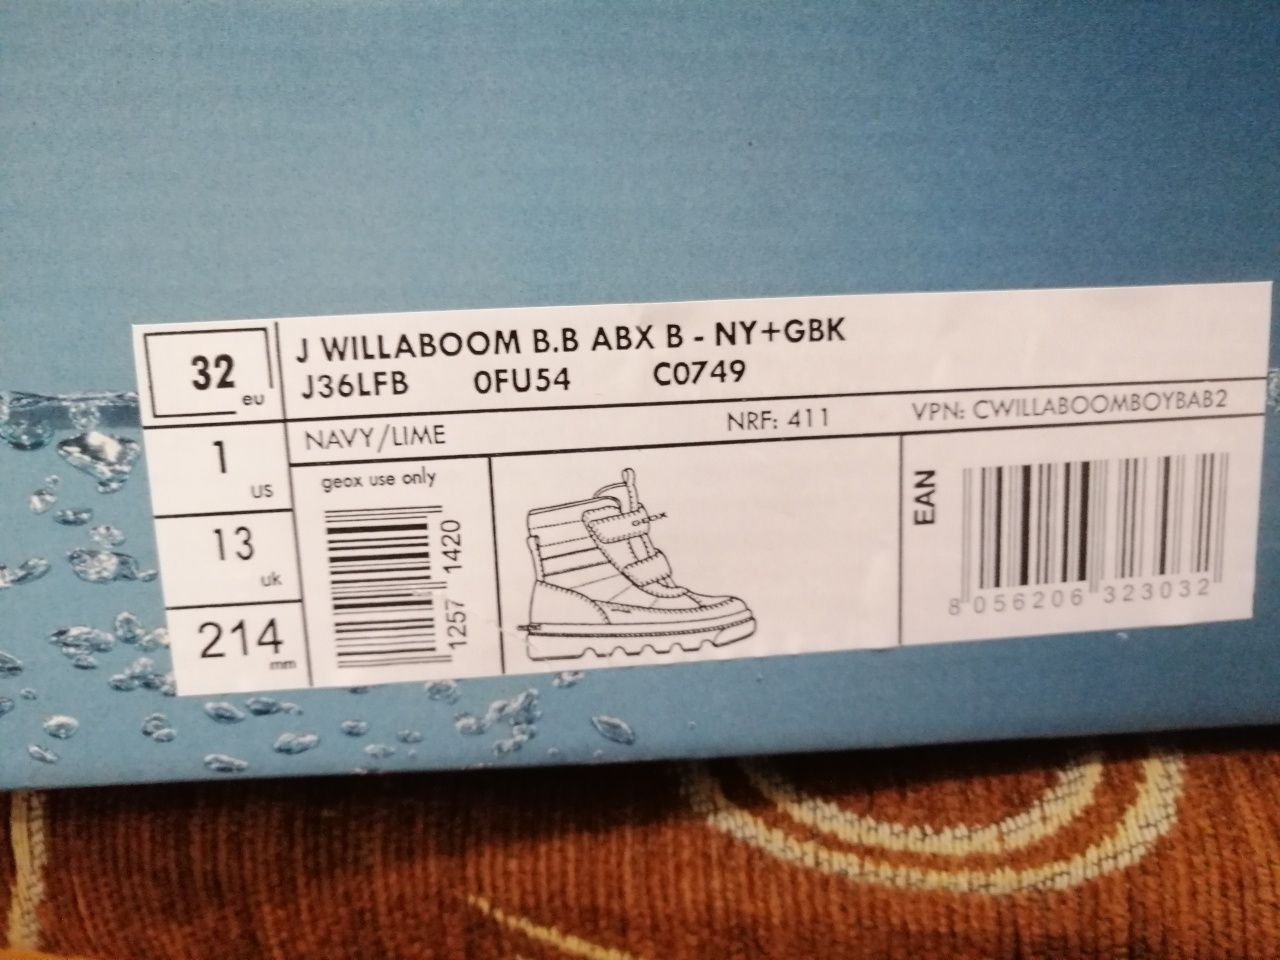 32 eu
J WILLABOOM B.B ABX B - NY+GBK
J36LFB 0FU54 C0749
1 US
NAVY/LIME NRF: 411 VPN: CWILLABOOMBOYBAB2
13 uk
214 mm
geox use only
1257 1420
GEOX
EAN
8 056206 323032